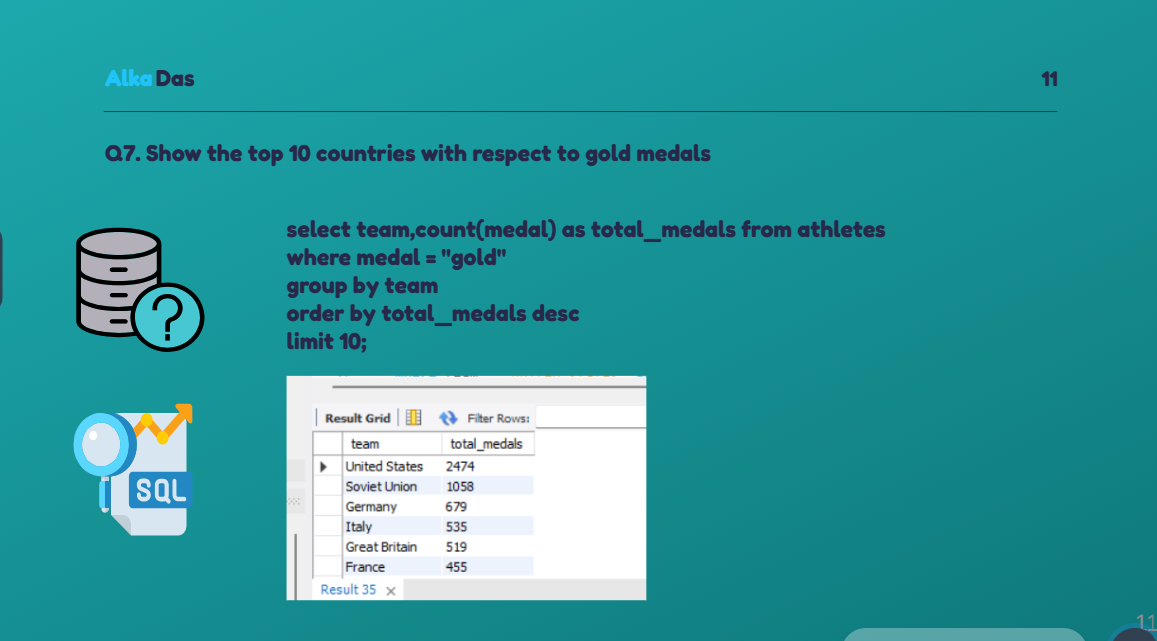 Alka Das
11
Q7. Show the top 10 countries with respect to gold medals
select team,count(medal) as total_medals from athletes
where medal = "gold"
group by team
order by total_medals desc
limit 10;
?
SQL
Result Grid Filter Rows:
team total_medals
United States 2474
Soviet Union 1058
Germany 679
Italy 535
Great Britain 519
France 455
Result 35 ×
11